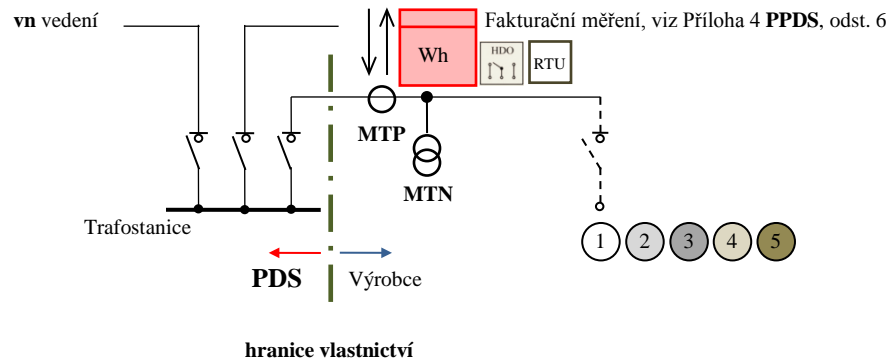 vn vedení
Fakturační měření, viz Příloha 4 PPDS, odst. 6
Wh
HDO
RTU
MTP
MTN
Trafostanice
1 2 3 4 5
PDS
Výrobce
hranice vlastnictví